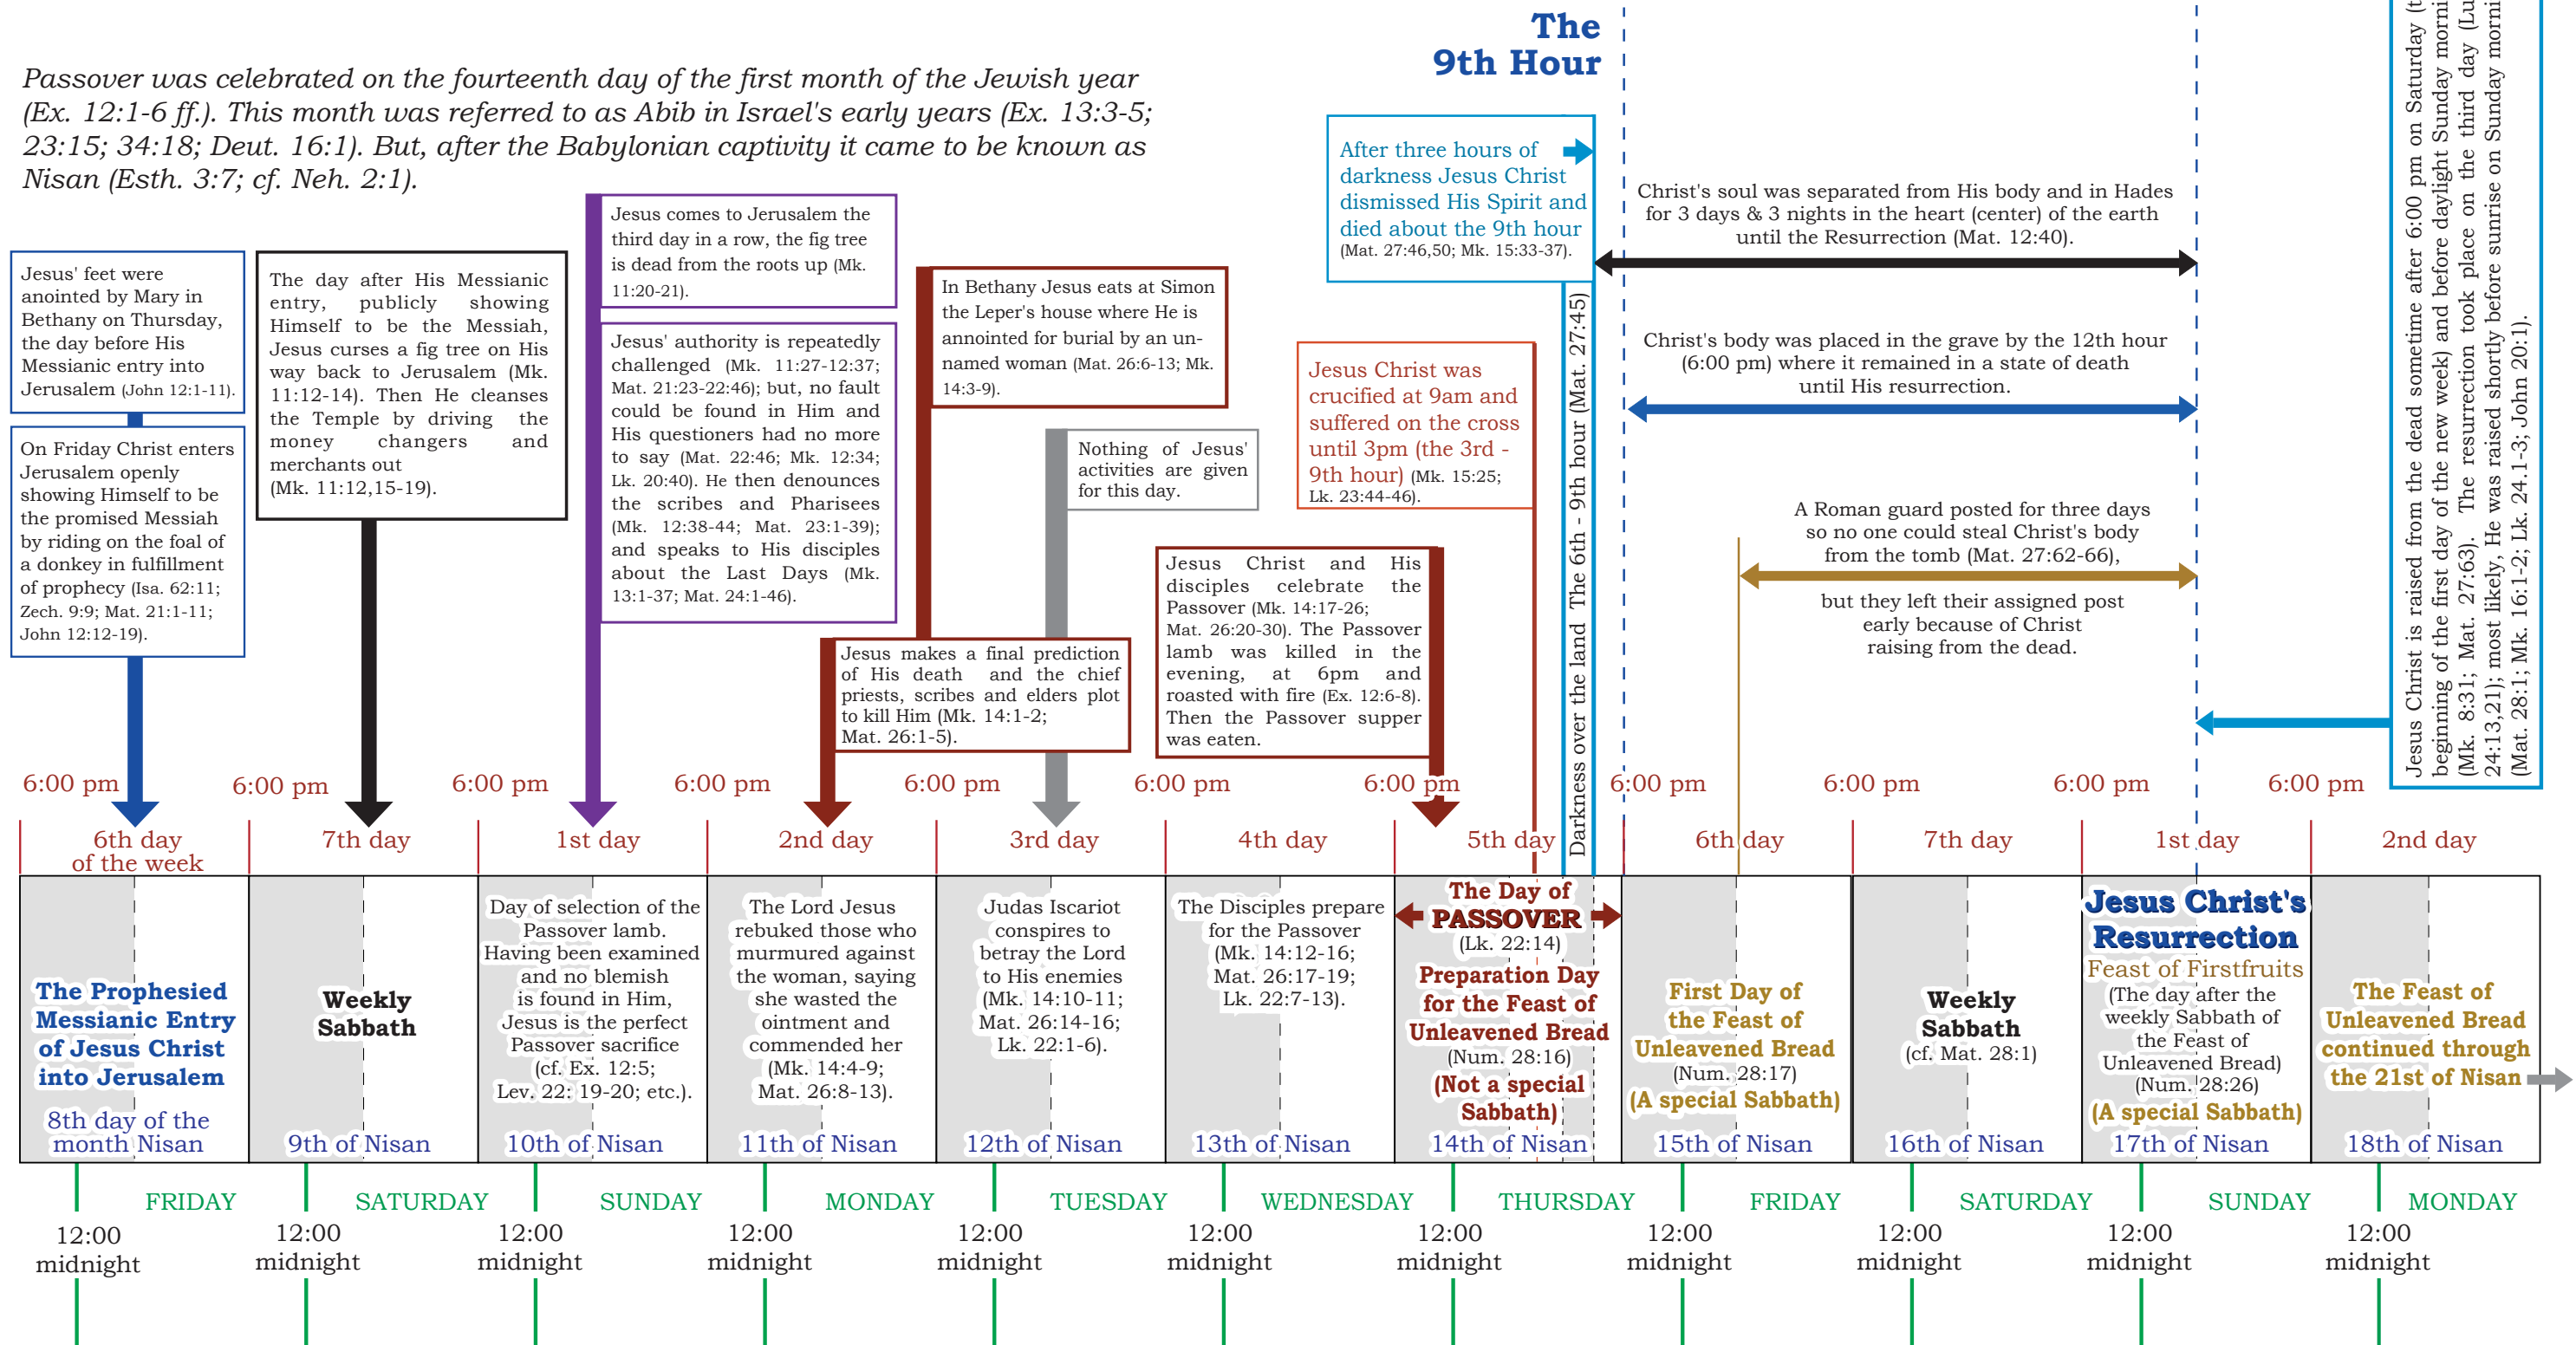 Passover was celebrated on the fourteenth day of the first month of the Jewish year
(Ex. 12:1-6 ff.). This month was referred to as Abib in Israel's early years (Ex. 13:3-5;
23:15; 34:18; Deut. 16:1). But, after the Babylonian captivity it came to be known as
Nisan (Esth. 3:7; cf. Neh. 2:1).
The
9th Hour
Jesus' feet were
anointed by Mary in
Bethany on Thursday,
the day before His
Messianic entry into
Jerusalem (John 12:1-11).
On Friday Christ enters
Jerusalem openly
showing Himself to be
the promised Messiah
by riding on the foal of
a donkey in fulfillment
of prophecy (Isa. 62:11;
Zech. 9:9; Mat. 21:1-11;
John 12:12-19).
The day after His Messianic
entry, publicly showing
Himself to be the Messiah,
Jesus curses a fig tree on His
way back to Jerusalem (Mk.
11:12-14). Then He cleanses
the Temple by driving the
money changers and
merchants out
(Mk. 11:12,15-19).
Jesus comes to Jerusalem the
third day in a row, the fig tree
is dead from the roots up (Mk.
11:20-21).
Jesus' authority is repeatedly
challenged (Mk. 11:27-12:37;
Mat. 21:23-22:46); but, no fault
could be found in Him and
His questioners had no more
to say (Mat. 22:46; Mk. 12:34;
Lk. 20:40). He then denounces
the scribes and Pharisees
(Mk. 12:38-44; Mat. 23:1-39);
and speaks to His disciples
about the Last Days (Mk.
13:1-37; Mat. 24:1-46).
In Bethany Jesus eats at Simon
the Leper's house where He is
annointed for burial by an un-
named woman (Mat. 26:6-13; Mk.
14:3-9).
Jesus makes a final prediction
of His death and the chief
priests, scribes and elders plot
to kill Him (Mk. 14:1-2;
Mat. 26:1-5).
Nothing of Jesus'
activities are given
for this day.
Jesus Christ and His
disciples celebrate the
Passover (Mk. 14:17-26;
Mat. 26:20-30). The Passover
lamb was killed in the
evening, at 6pm and
roasted with fire (Ex. 12:6-8).
Then the Passover supper
was eaten.
Jesus Christ was
crucified at 9am and
suffered on the cross
until 3pm (the 3rd -
9th hour) (Mk. 15:25;
Lk. 23:44-46).
After three hours of
darkness Jesus Christ
dismissed His Spirit and
died about the 9th hour
(Mat. 27:46,50; Mk. 15:33-37).
Darkness over the land The 6th - 9th hour (Mat. 27:45)
Christ's soul was separated from His body and in Hades
for 3 days & 3 nights in the heart (center) of the earth
until the Resurrection (Mat. 12:40).
Christ's body was placed in the grave by the 12th hour
(6:00 pm) where it remained in a state of death
until His resurrection.
A Roman guard posted for three days
so no one could steal Christ's body
from the tomb (Mat. 27:62-66),
but they left their assigned post
early because of Christ
raising from the dead.
Jesus Christ is raised from the dead sometime after 6:00 pm on Saturday
beginning of the first day of the new week) and before daylight Sunday
(Mk. 8:31; Mat. 27:63). The resurrection took place on the third day
24:13,21); most likely, He was raised shortly before sunrise on Sunday
(Mat. 28:1; Mk. 16:1-2; Lk. 24.1-3; John 20:1).
6:00 pm 6:00 pm 6:00 pm 6:00 pm 6:00 pm 6:00 pm 6:00 pm 6:00 pm 6:00 pm 6:00 pm 6:00 pm
6th day
of the week
7th day
1st day
2nd day
3rd day
4th day
5th day
6th day
7th day
1st day
2nd day
The Prophesied
Messianic Entry
of Jesus Christ
into Jerusalem
8th day of the
month Nisan
Weekly
Sabbath
9th of Nisan
Day of selection of the
Passover lamb.
Having been examined
and no blemish
is found in Him,
Jesus is the perfect
Passover sacrifice
(cf. Ex. 12:5;
Lev. 22: 19-20; etc.).
10th of Nisan
The Lord Jesus
rebuked those who
murmured against
the woman, saying
she wasted the
ointment and
commended her
(Mk. 14:4-9;
Mat. 26:8-13).
11th of Nisan
Judas Iscariot
conspires to
betray the Lord
to His enemies
(Mk. 14:10-11;
Mat. 26:14-16;
Lk. 22:1-6).
12th of Nisan
The Disciples prepare
for the Passover
(Mk. 14:12-16;
Mat. 26:17-19;
Lk. 22:7-13).
13th of Nisan
The Day of
PASSOVER
(Lk. 22:14)
Preparation Day
for the Feast of
Unleavened Bread
(Num. 28:16)
(Not a special
Sabbath)
14th of Nisan
First Day of
the Feast of
Unleavened Bread
(Num. 28:17)
(A special Sabbath)
15th of Nisan
Weekly
Sabbath
(cf. Mat. 28:1)
16th of Nisan
Jesus Christ's
Resurrection
Feast of Firstfruits
(The day after the
weekly Sabbath of
the Feast of
Unleavened Bread)
(Num. 28:26)
(A special Sabbath)
17th of Nisan
The Feast of
Unleavened Bread
continued through
the 21st of Nisan
18th of Nisan
FRIDAY SATURDAY SUNDAY MONDAY TUESDAY WEDNESDAY THURSDAY FRIDAY SATURDAY SUNDAY MONDAY
12:00 12:00 12:00 12:00 12:00 12:00 12:00 12:00 12:00 12:00 12:00
midnight midnight midnight midnight midnight midnight midnight midnight midnight midnight midnight